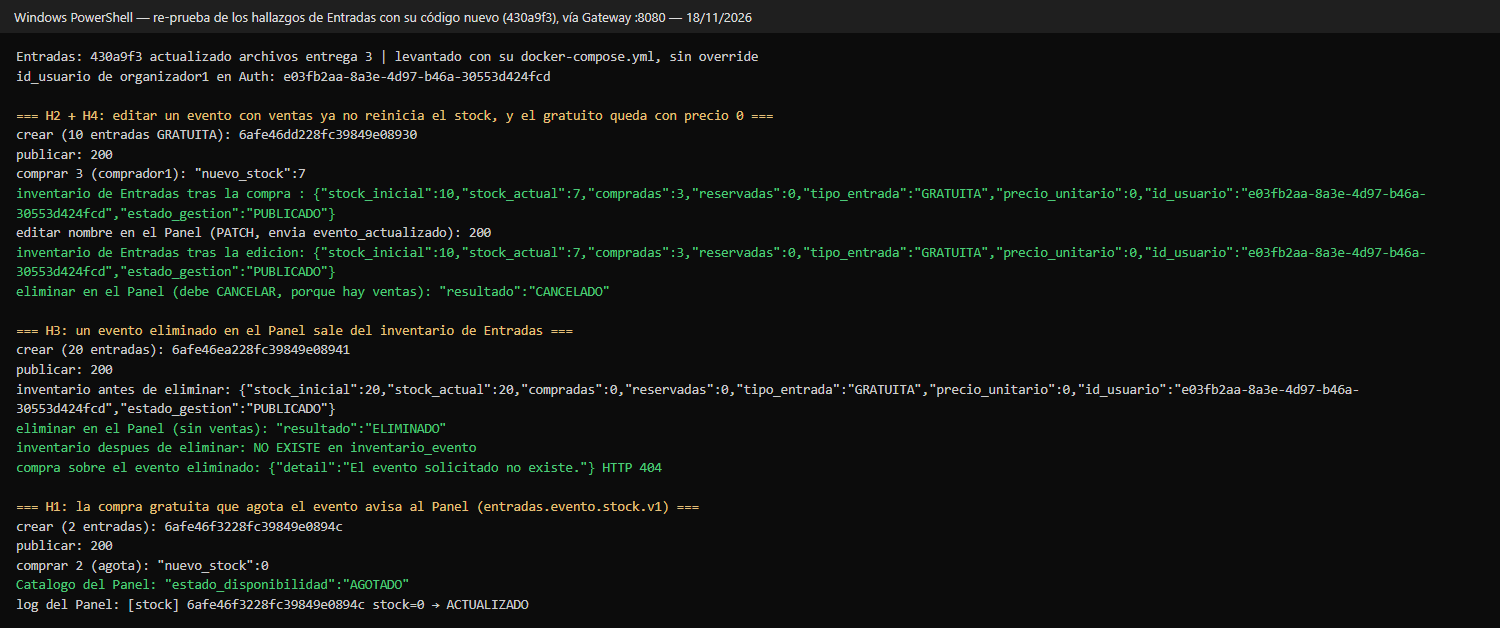 Windows PowerShell — re-prueba de los hallazgos de Entradas con su código nuevo (430a9f3), vía Gateway :8080 — 18/11/2026
Entradas: 430a9f3 actualizado archivos entrega 3 | levantado con su docker-compose.yml, sin override
id_usuario de organizador1 en Auth: e03fb2aa-8a3e-4d97-b46a-30553d424fcd
=== H2 + H4: editar un evento con ventas ya no reinicia el stock, y el gratuito queda con precio 0 ===
crear (10 entradas GRATUITA): 6afe46dd228fc39849e08930
publicar: 200
comprar 3 (comprador1): "nuevo_stock":7
inventario de Entradas tras la compra : {"stock_inicial":10,"stock_actual":7,"compradas":3,"reservadas":0,"tipo_entrada":"GRATUITA","precio_unitario":0,"id_usuario":"e03fb2aa-8a3e-4d97-b46a-
30553d424fcd","estado_gestion":"PUBLICADO"}
editar nombre en el Panel (PATCH, envia evento_actualizado): 200
inventario de Entradas tras la edicion: {"stock_inicial":10,"stock_actual":7,"compradas":3,"reservadas":0,"tipo_entrada":"GRATUITA","precio_unitario":0,"id_usuario":"e03fb2aa-8a3e-4d97-b46a-
30553d424fcd","estado_gestion":"PUBLICADO"}
eliminar en el Panel (debe CANCELAR, porque hay ventas): "resultado":"CANCELADO"
=== H3: un evento eliminado en el Panel sale del inventario de Entradas ===
crear (20 entradas): 6afe46ea228fc39849e08941
publicar: 200
inventario antes de eliminar: {"stock_inicial":20,"stock_actual":20,"compradas":0,"reservadas":0,"tipo_entrada":"GRATUITA","precio_unitario":0,"id_usuario":"e03fb2aa-8a3e-4d97-b46a-
30553d424fcd","estado_gestion":"PUBLICADO"}
eliminar en el Panel (sin ventas): "resultado":"ELIMINADO"
inventario despues de eliminar: NO EXISTE en inventario_evento
compra sobre el evento eliminado: {"detail":"El evento solicitado no existe."} HTTP 404
=== H1: la compra gratuita que agota el evento avisa al Panel (entradas.evento.stock.v1) ===
crear (2 entradas): 6afe46f3228fc39849e0894c
publicar: 200
comprar 2 (agota): "nuevo_stock":0
Catalogo del Panel: "estado_disponibilidad":"AGOTADO"
log del Panel: [stock] 6afe46f3228fc39849e0894c stock=0 → ACTUALIZADO